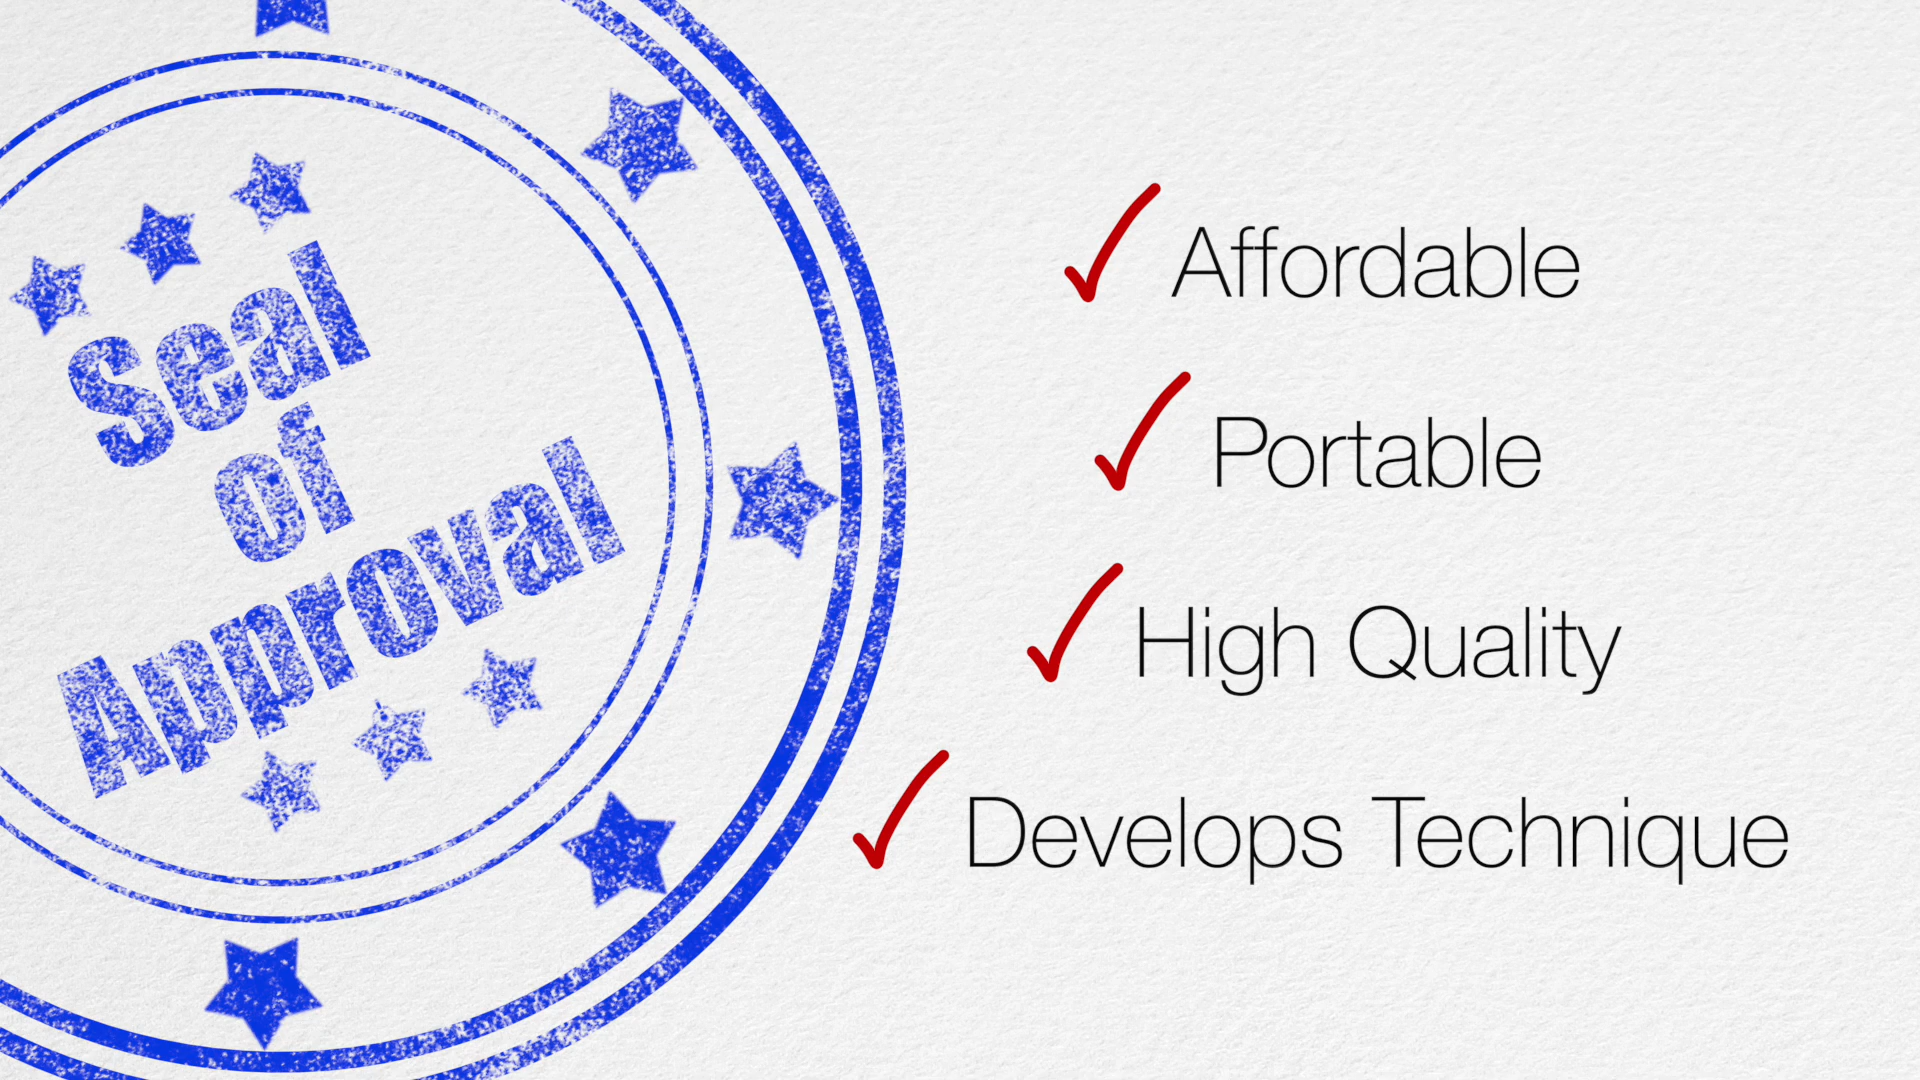 Seal
of
Approval
Affordable
Portable
High Quality
Develops Technique